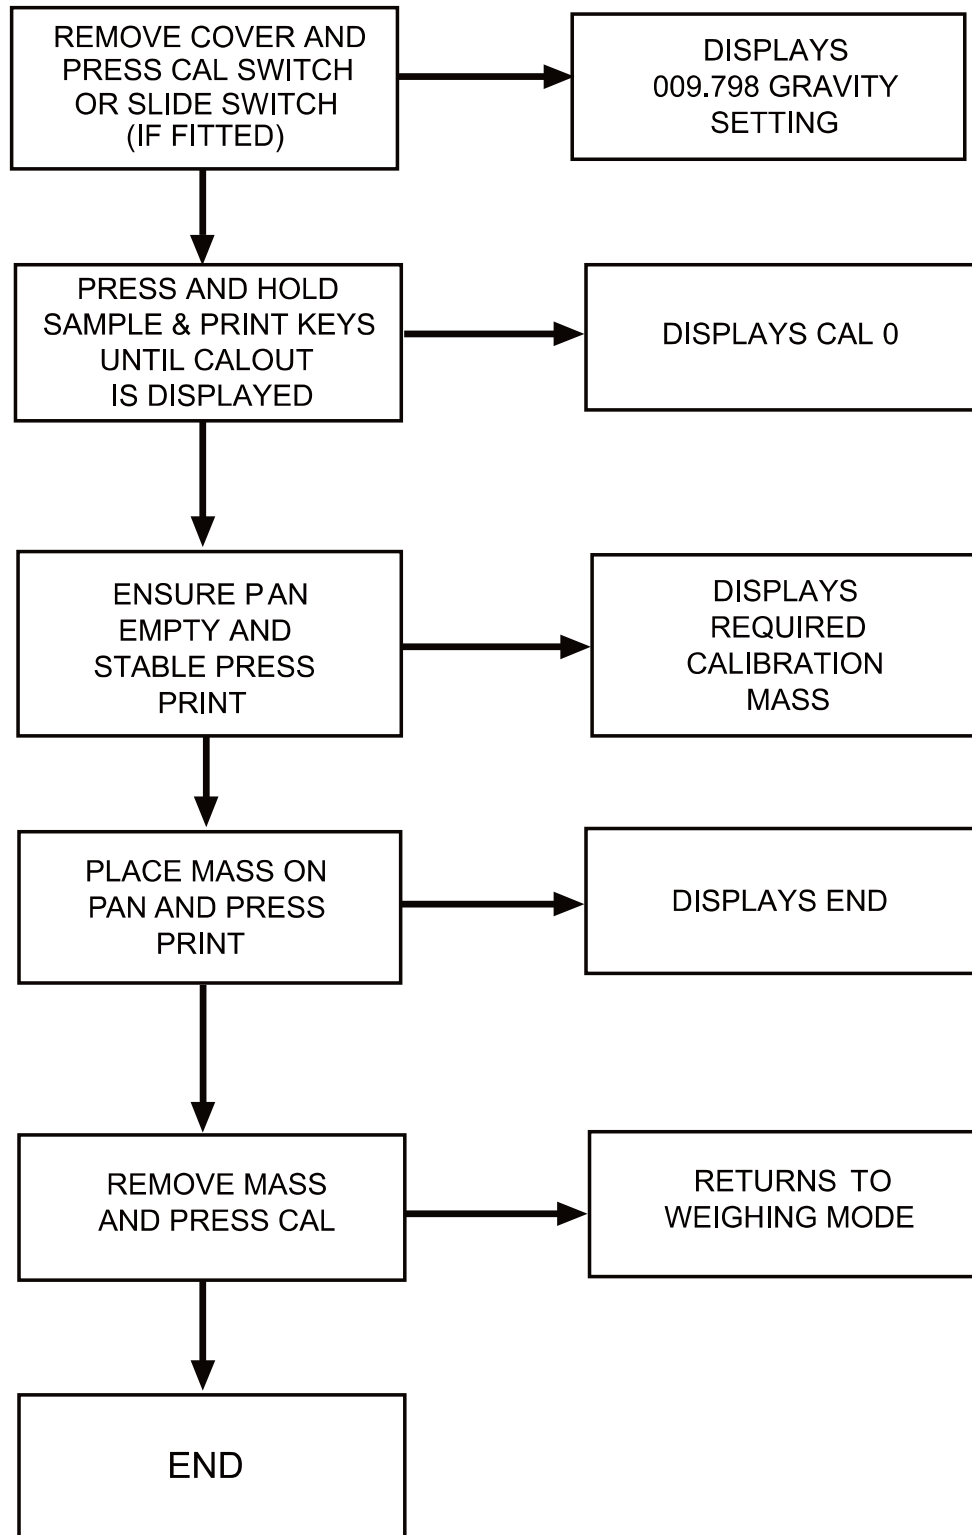 REMOVE COVER AND
PRESS CAL SWITCH
OR SLIDE SWITCH
(IF FITTED)
DISPLAYS
009.798 GRAVITY
SETTING
PRESS AND HOLD
SAMPLE & PRINT KEYS
UNTIL CALOUT
IS DISPLAYED
DISPLAYS CAL 0
ENSURE PAN
EMPTY AND
STABLE PRESS
PRINT
DISPLAYS
REQUIRED
CALIBRATION
MASS
PLACE MASS ON
PAN AND PRESS
PRINT
DISPLAYS END
REMOVE MASS
AND PRESS CAL
RETURNS TO
WEIGHING MODE
END